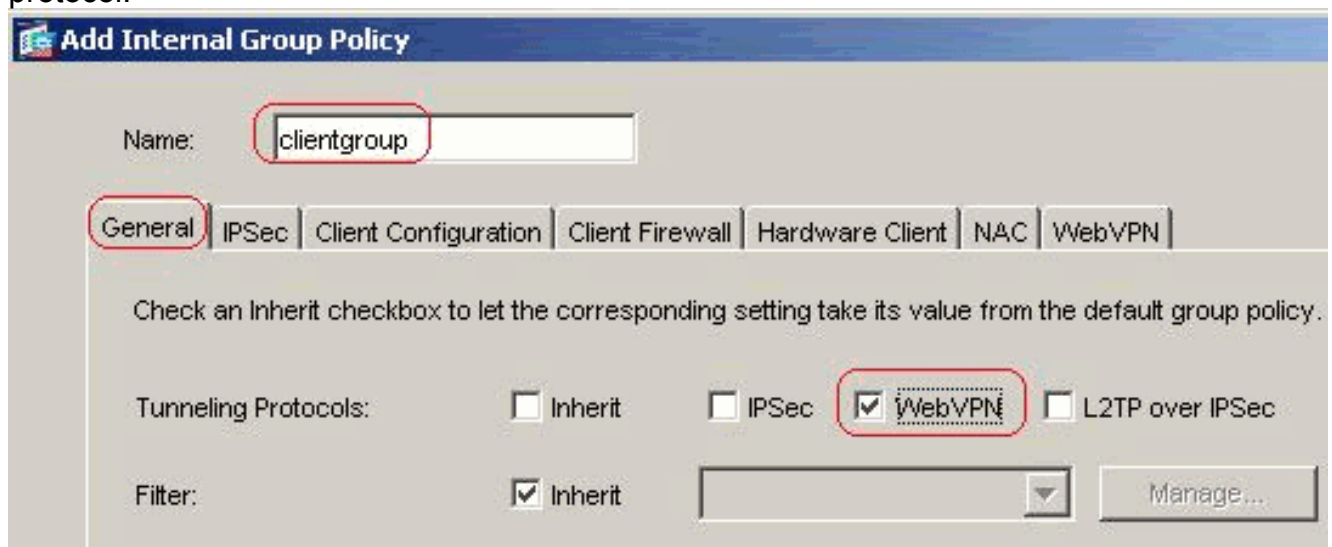 protocol.
Add Internal Group Policy
Name: clientgroup
General IPSec Client Configuration Client Firewall Hardware Client NAC WebVPN
Check an Inherit checkbox to let the corresponding setting take its value from the default group policy.
Tunneling Protocols: Inherit IPSec WebVPN L2TP over IPSec
Filter: Inherit Manage...